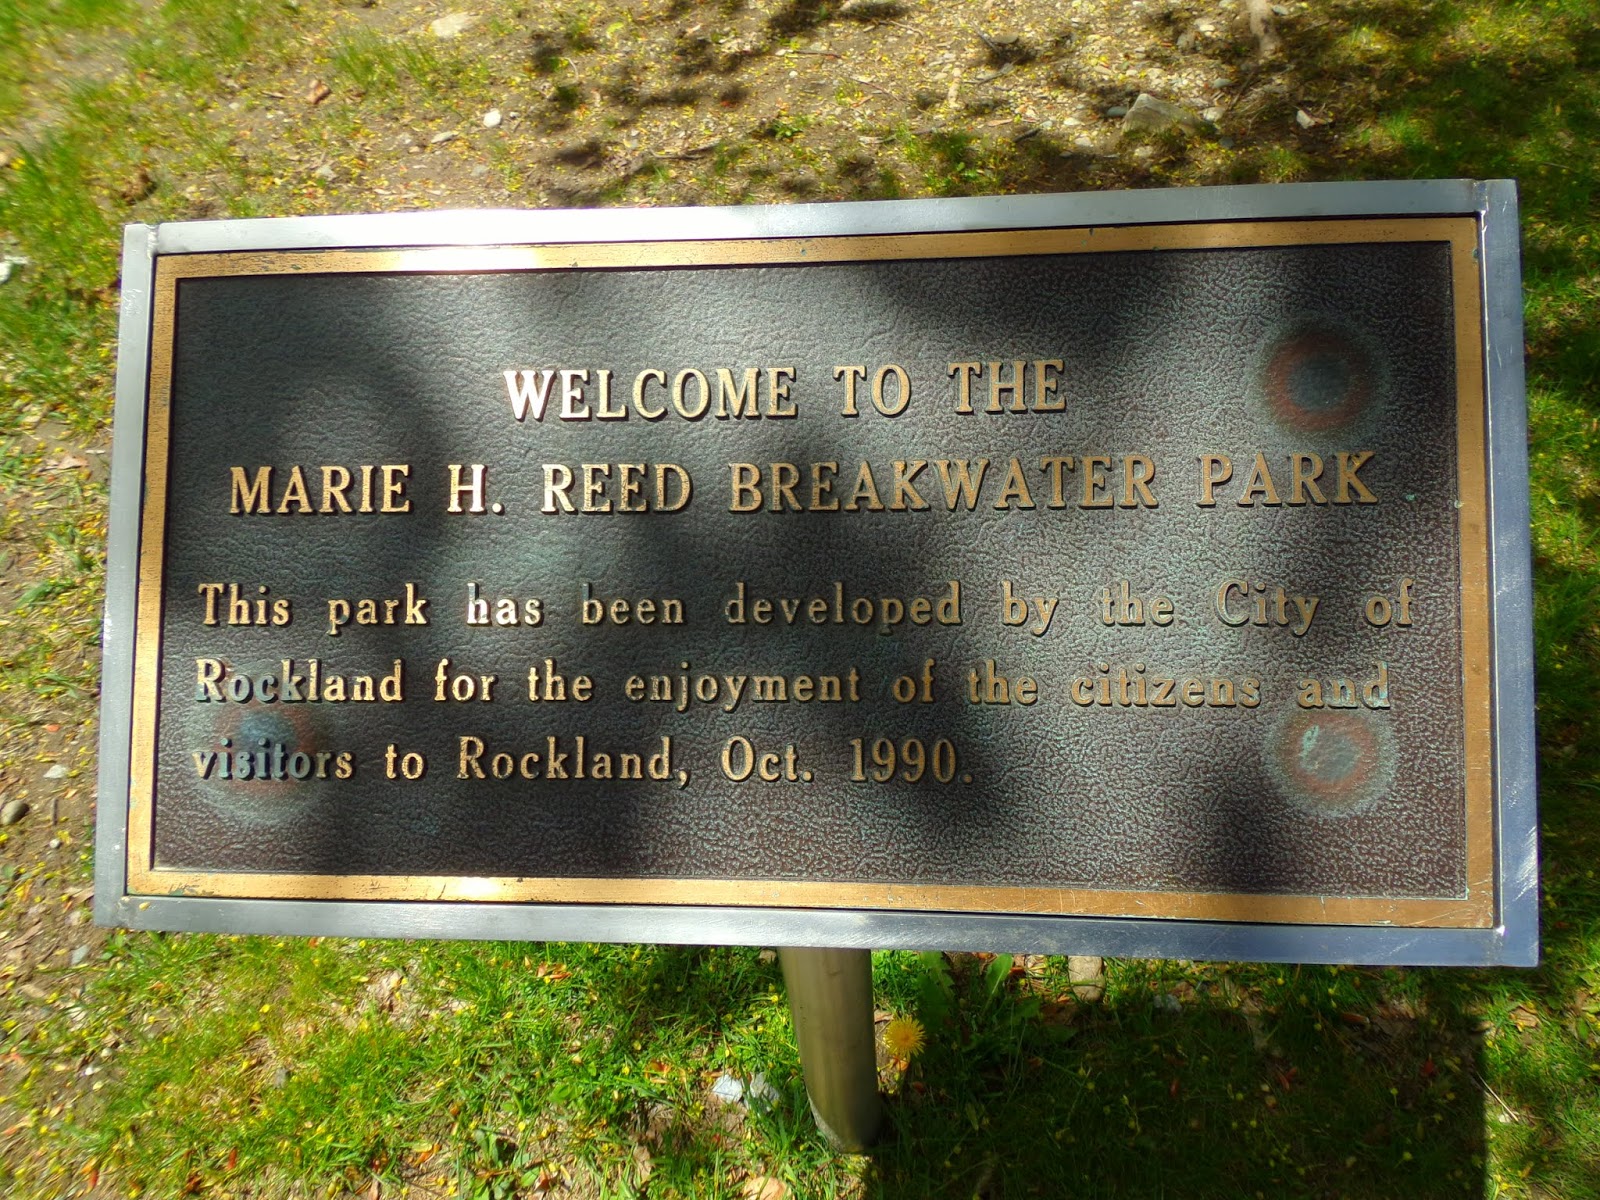 WELCOME TO THE
MARIE H. REED BREAKWATER PARK
This park has been developed by the City of
Rockland for the enjoyment of the citizens and
visitors to Rockland, Oct. 1990.